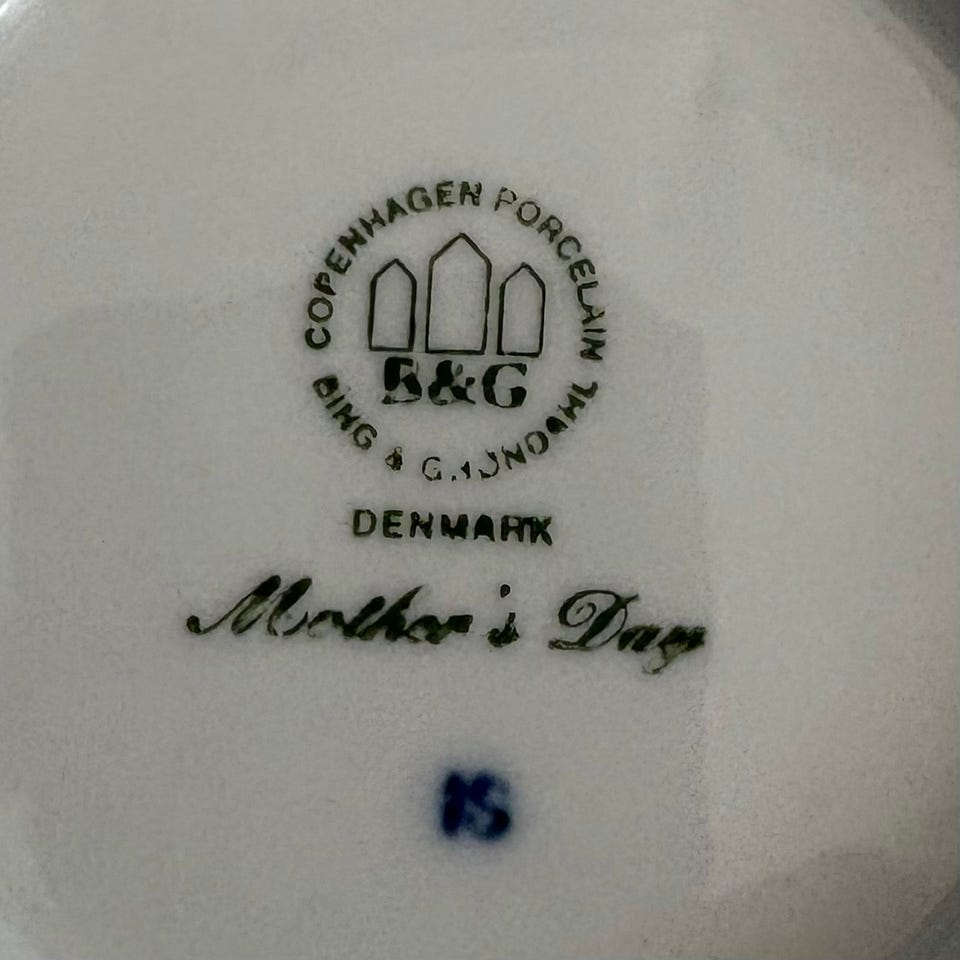 COPENHAGEN PORCELAIN
B&G
BING & GRØNDAHL
DENMARK
Mother's Day